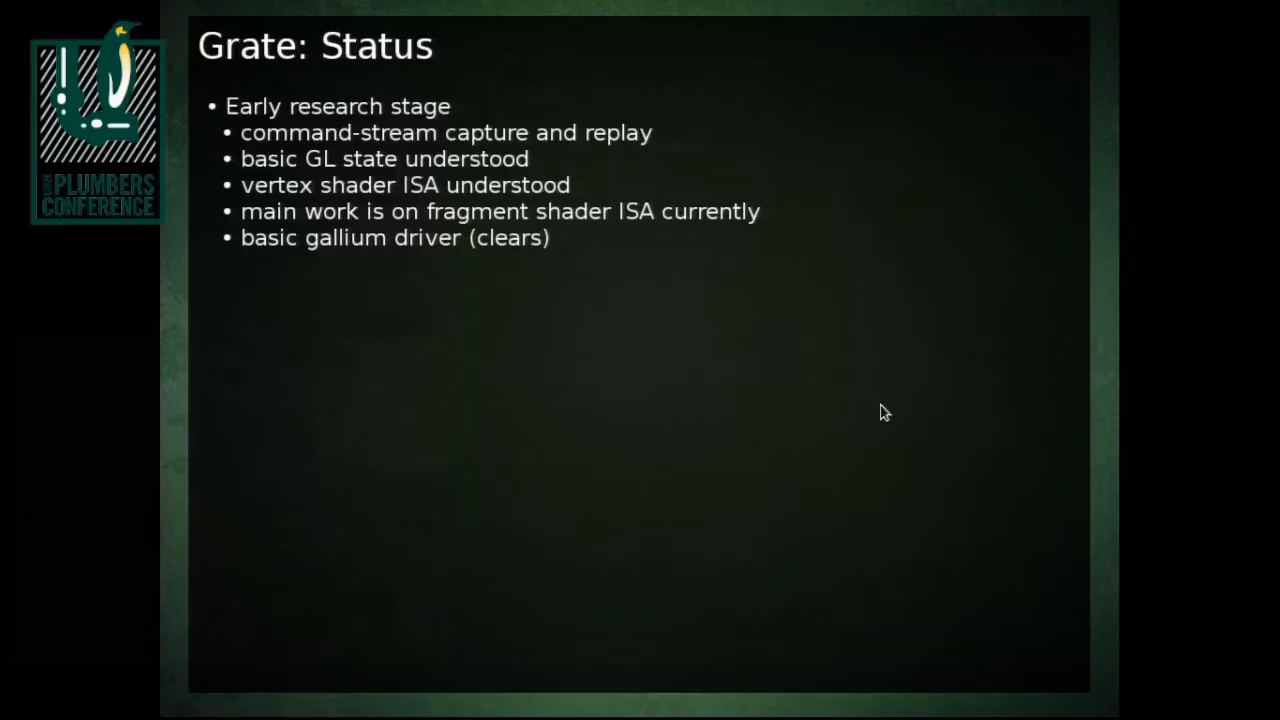 Grate: Status
• Early research stage
• command-stream capture and replay
• basic GL state understood
• vertex shader ISA understood
• main work is on fragment shader ISA currently
• basic gallium driver (clears)
LINUX PLUMBERS
CONFERENCE